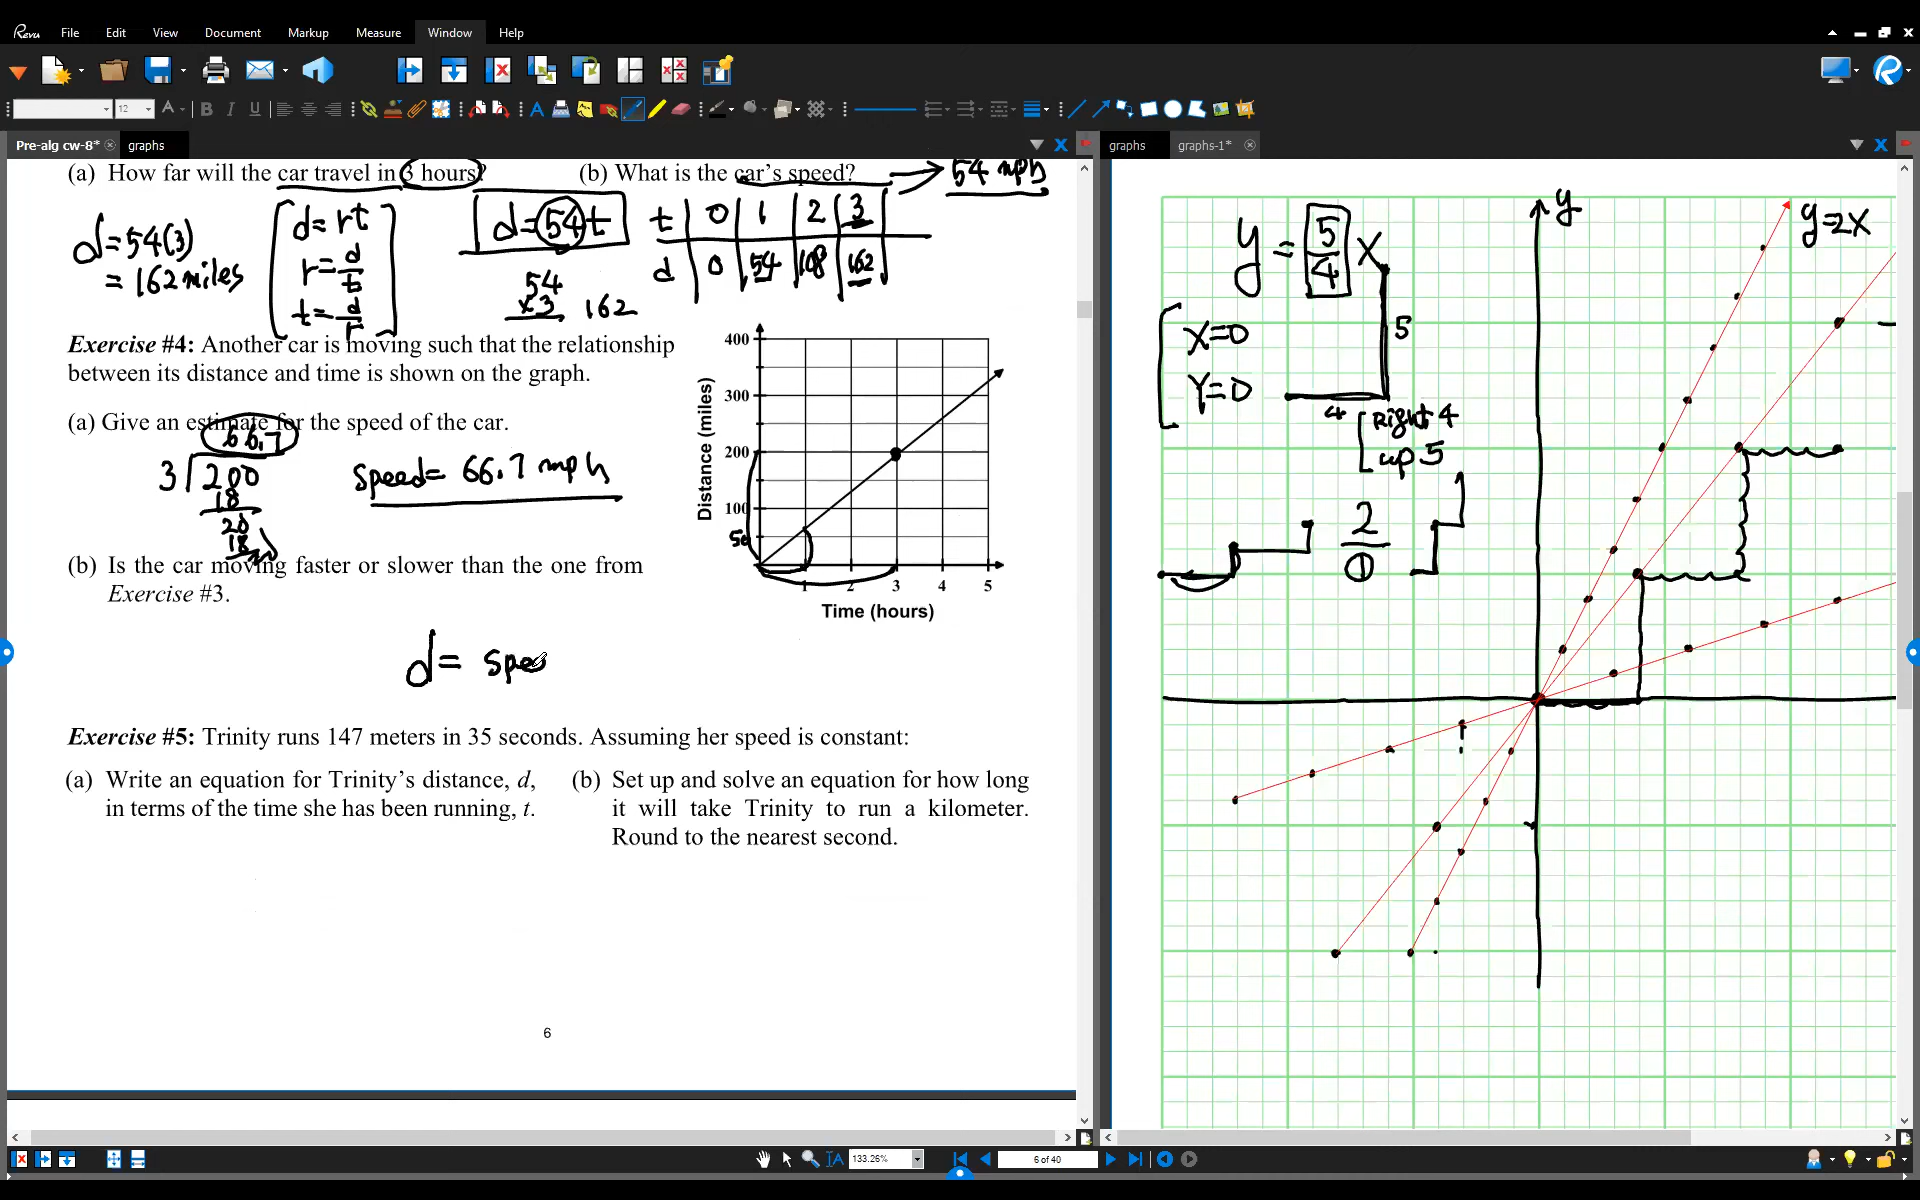 Revu File Edit View Document Markup Measure Window Help
12
Pre-alg cw-8* graphs
graphs graphs-1*
(a) How far will the car travel in 3 hours?
(b) What is the car's speed?
54 mph
d=54(3)
= 162 miles
d= rt
r= d/t
t= d/r
d=54t
54
x3 162
t 0 1 2 3
d 0 54 108 162
Exercise #4: Another car is moving such that the relationship
between its distance and time is shown on the graph.
(a) Give an estimate for the speed of the car.
66.7
3 200
18
20
18
speed= 66.7 mph
(b) Is the car moving faster or slower than the one from
Exercise #3.
d= spee
Distance (miles)
400
300
200
100
50
1 2 3 4 5
Time (hours)
Exercise #5: Trinity runs 147 meters in 35 seconds. Assuming her speed is constant:
(a) Write an equation for Trinity's distance, d,
in terms of the time she has been running, t.
(b) Set up and solve an equation for how long
it will take Trinity to run a kilometer.
Round to the nearest second.
6
y = 5/4 x
x=0
y=0
5
4
right 4
up 5
2
1
y
y=2x
133.26%
6 of 40